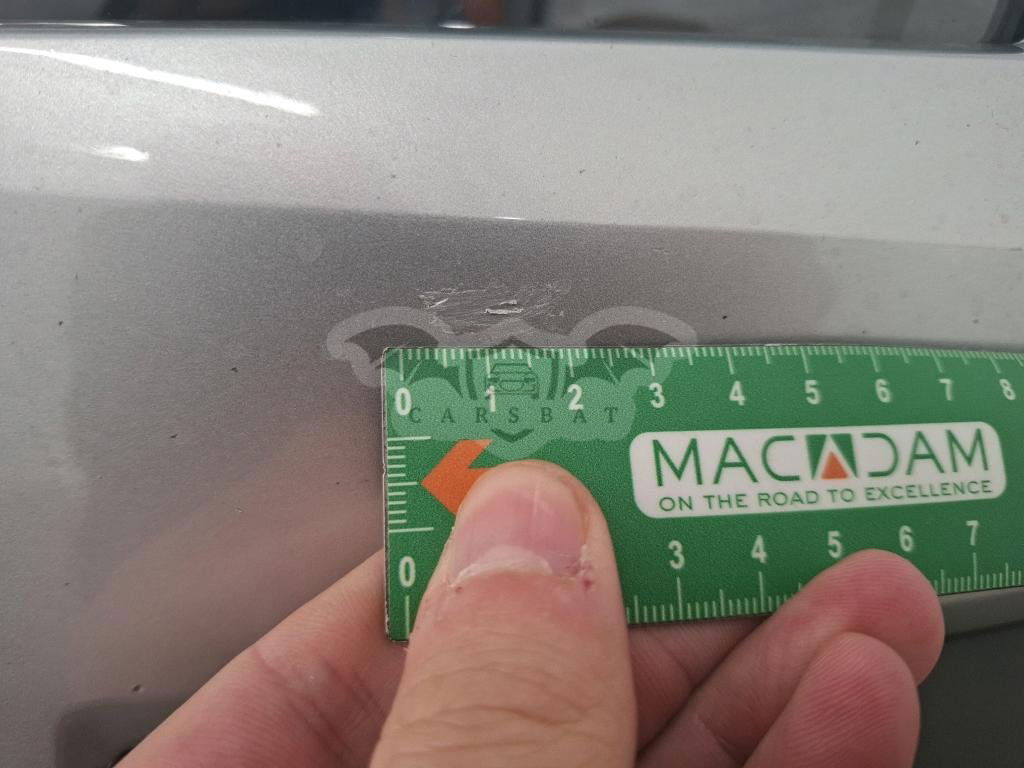 0 1 2 3 4 5 6 7 8
CARSBAT
MACADAM
ON THE ROAD TO EXCELLENCE
0 3 4 5 6 7